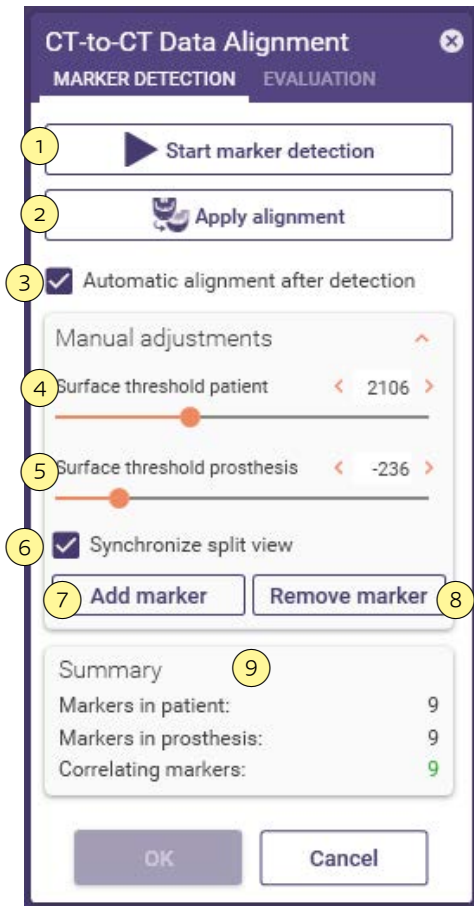 CT-to-CT Data Alignment
MARKER DETECTION EVALUATION
1 Start marker detection
2 Apply alignment
3 Automatic alignment after detection
Manual adjustments
4 Surface threshold patient < 2106 >
5 Surface threshold prosthesis < -236 >
6 Synchronize split view
7 Add marker Remove marker 8
Summary 9
Markers in patient: 9
Markers in prosthesis: 9
Correlating markers: 9
OK Cancel